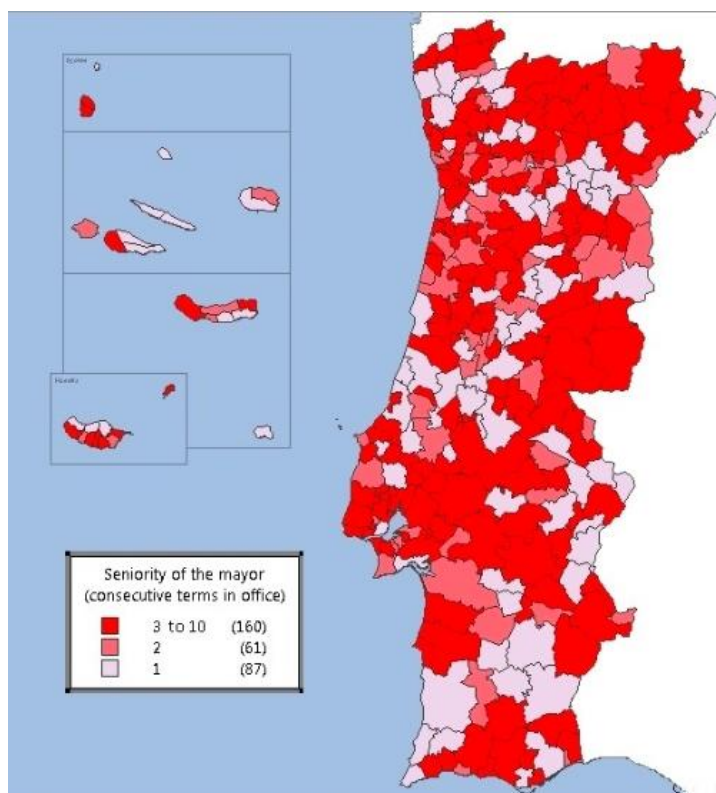 Seniority of the mayor
(consecutive terms in office)
3 to 10 (160)
2 (61)
1 (87)